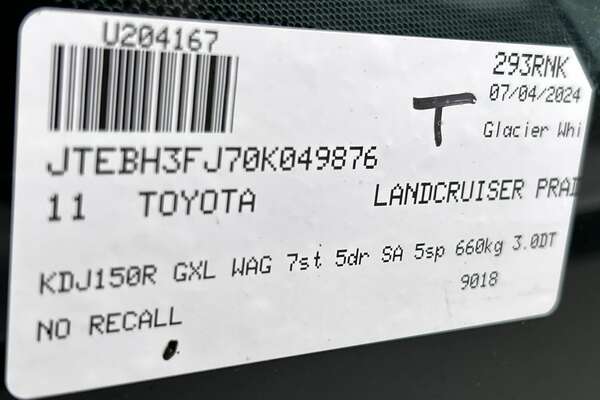 U204167
293RNK
07/04/2024
T
Glacier Whi
JTEBH3FJ70K049876
11 TOYOTA LANDCRUISER PRAD
KDJ150R GXL WAG 7st 5dr SA 5sp 660kg 3.0DT
9018
NO RECALL